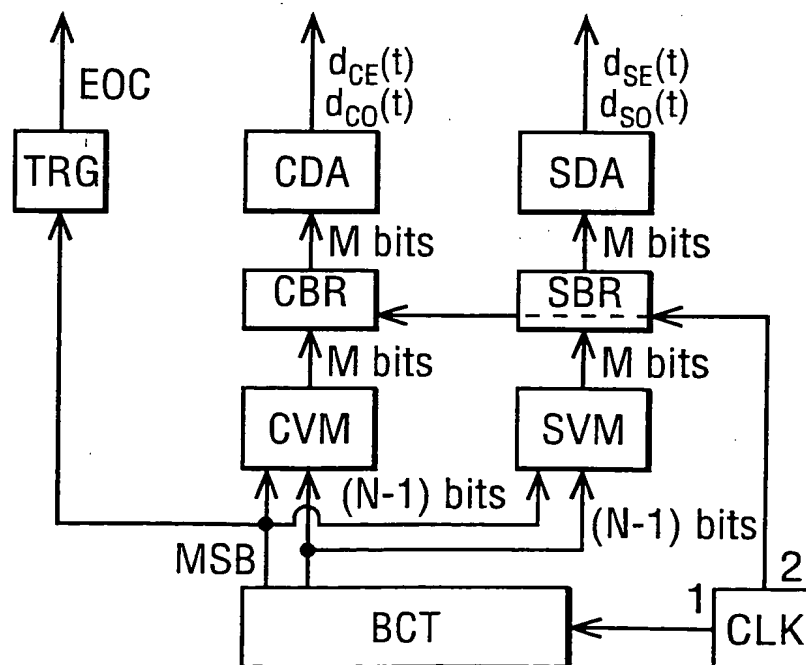 EOC
d_CE(t)
d_CO(t)
d_SE(t)
d_SO(t)
TRG
CDA
SDA
M bits
M bits
CBR
SBR
M bits
M bits
CVM
SVM
(N-1) bits
(N-1) bits
MSB
2
1
BCT
CLK